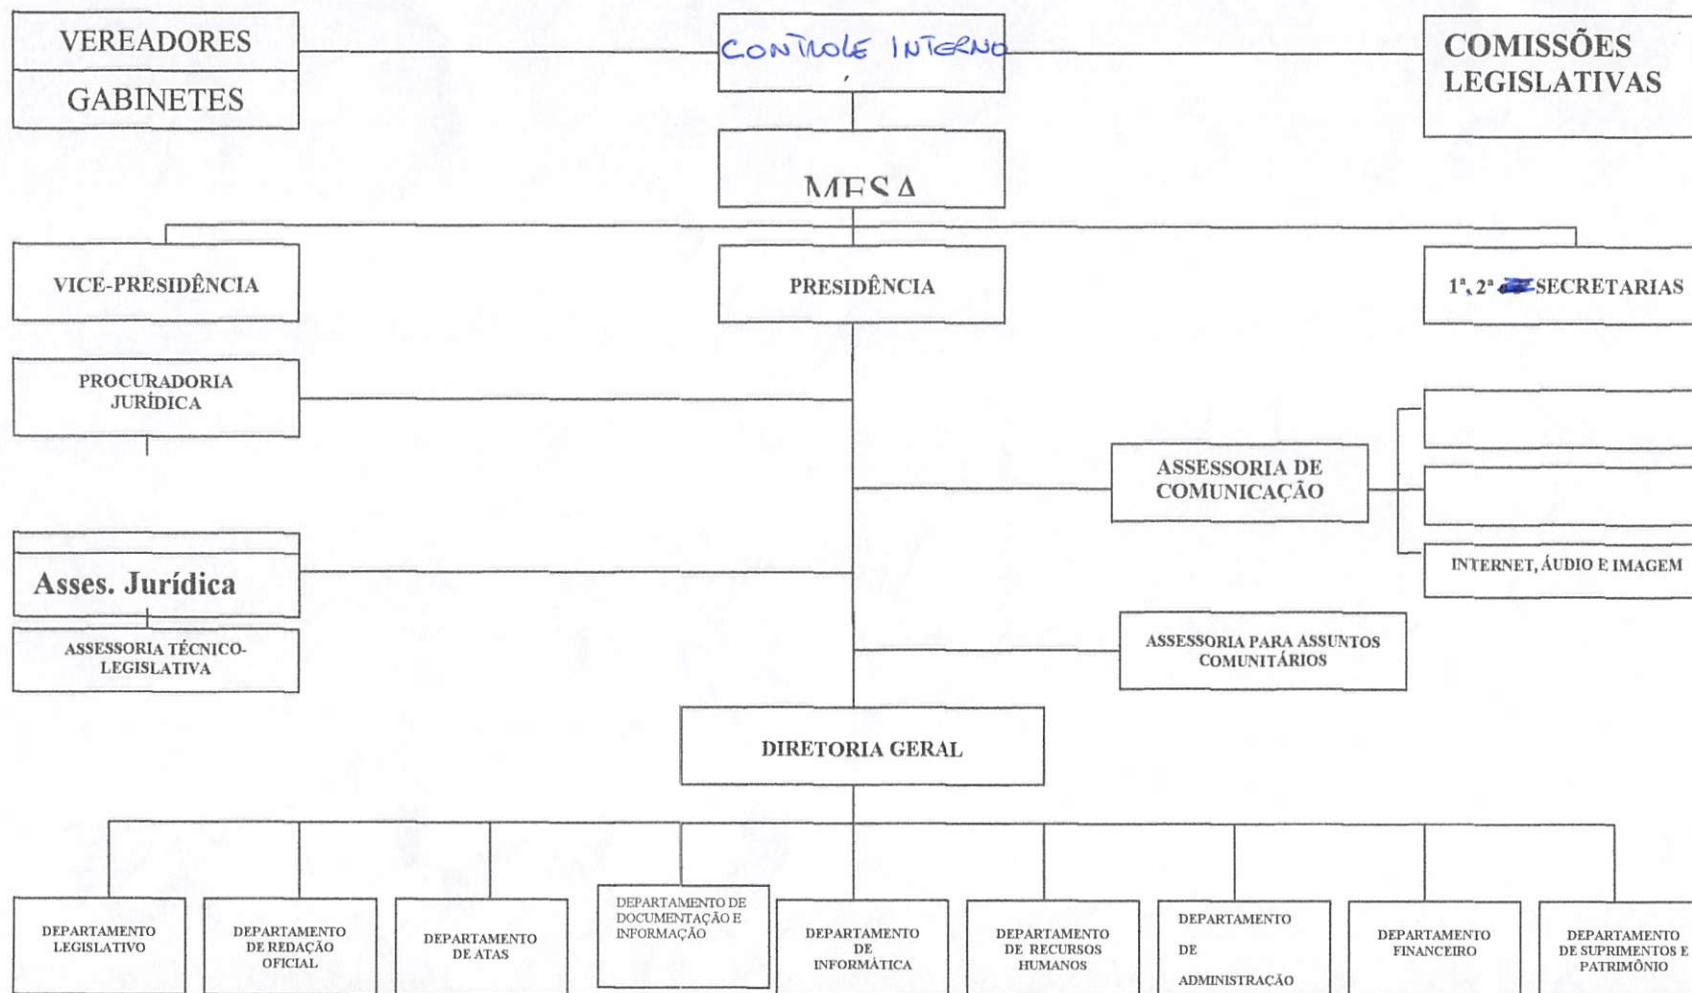 VEREADORES
GABINETES
CONTROLE INTERNO
COMISSÕES
LEGISLATIVAS
MESA
VICE-PRESIDÊNCIA
PRESIDÊNCIA
1ª, 2ª SECRETARIAS
PROCURADORIA
JURÍDICA
ASSESSORIA DE
COMUNICAÇÃO
INTERNET, ÁUDIO E IMAGEM
Asses. Jurídica
ASSESSORIA TÉCNICO-
LEGISLATIVA
ASSESSORIA PARA ASSUNTOS
COMUNITÁRIOS
DIRETORIA GERAL
DEPARTAMENTO
LEGISLATIVO
DEPARTAMENTO
DE REDAÇÃO
OFICIAL
DEPARTAMENTO
DE ATAS
DEPARTAMENTO DE
DOCUMENTAÇÃO E
INFORMAÇÃO
DEPARTAMENTO
DE
INFORMÁTICA
DEPARTAMENTO
DE RECURSOS
HUMANOS
DEPARTAMENTO
DE
ADMINISTRAÇÃO
DEPARTAMENTO
FINANCEIRO
DEPARTAMENTO
DE SUPRIMENTOS E
PATRIMÔNIO